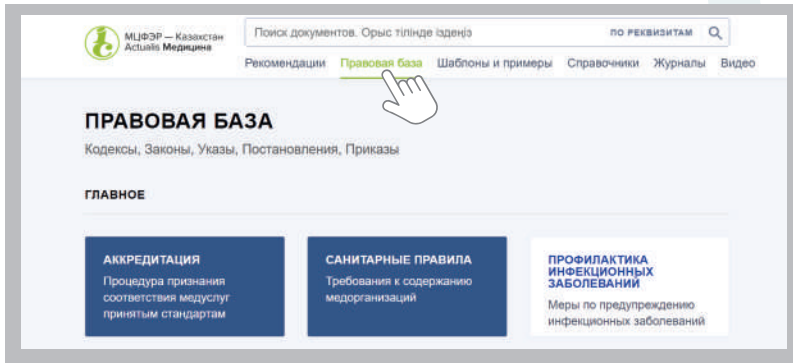 МЦФЭР — Казахстан
Actualis Медицина
Поиск документов. Орыс тілінде іздеңіз
ПО РЕКВИЗИТАМ
Рекомендации Правовая база Шаблоны и примеры Справочники Журналы Видео
ПРАВОВАЯ БАЗА
Кодексы, Законы, Указы, Постановления, Приказы
ГЛАВНОЕ
АККРЕДИТАЦИЯ
Процедура признания
соответствия медуслуг
принятым стандартам
САНИТАРНЫЕ ПРАВИЛА
Требования к содержанию
медорганизаций
ПРОФИЛАКТИКА
ИНФЕКЦИОННЫХ
ЗАБОЛЕВАНИЙ
Меры по предупреждению
инфекционных заболеваний